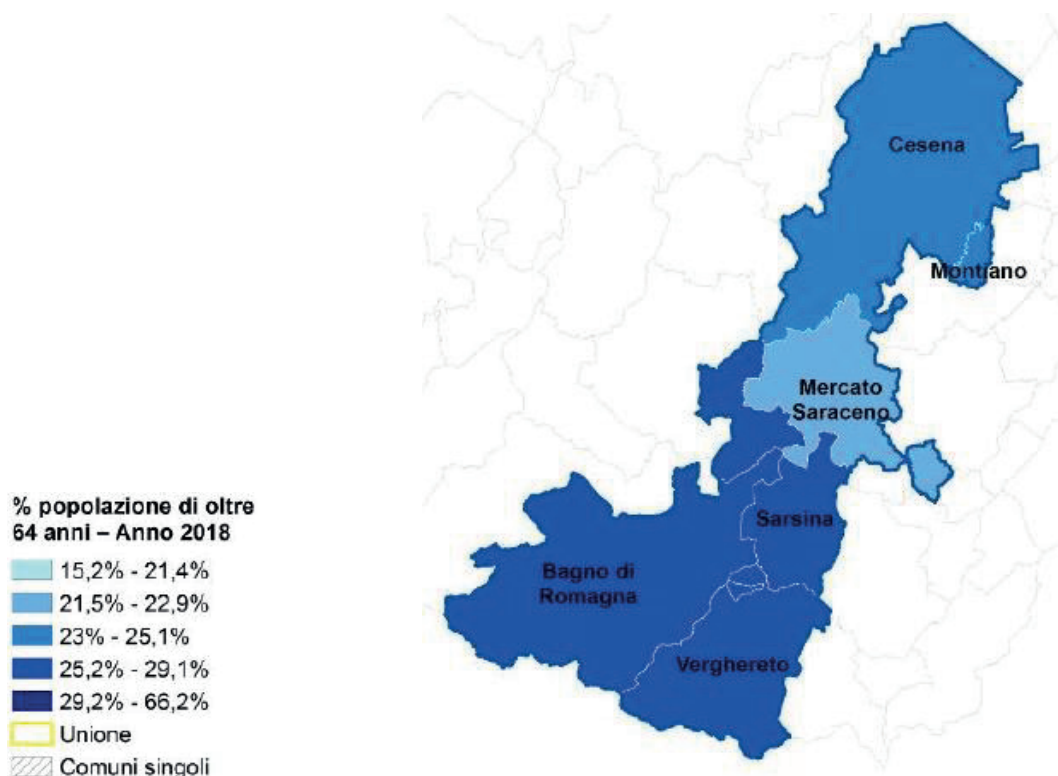 Cesena
Montiano
Mercato
Saraceno
Sarsina
Bagno di
Romagna
Verghereto
% popolazione di oltre
64 anni – Anno 2018
15,2% - 21,4%
21,5% - 22,9%
23% - 25,1%
25,2% - 29,1%
29,2% - 66,2%
Unione
Comuni singoli